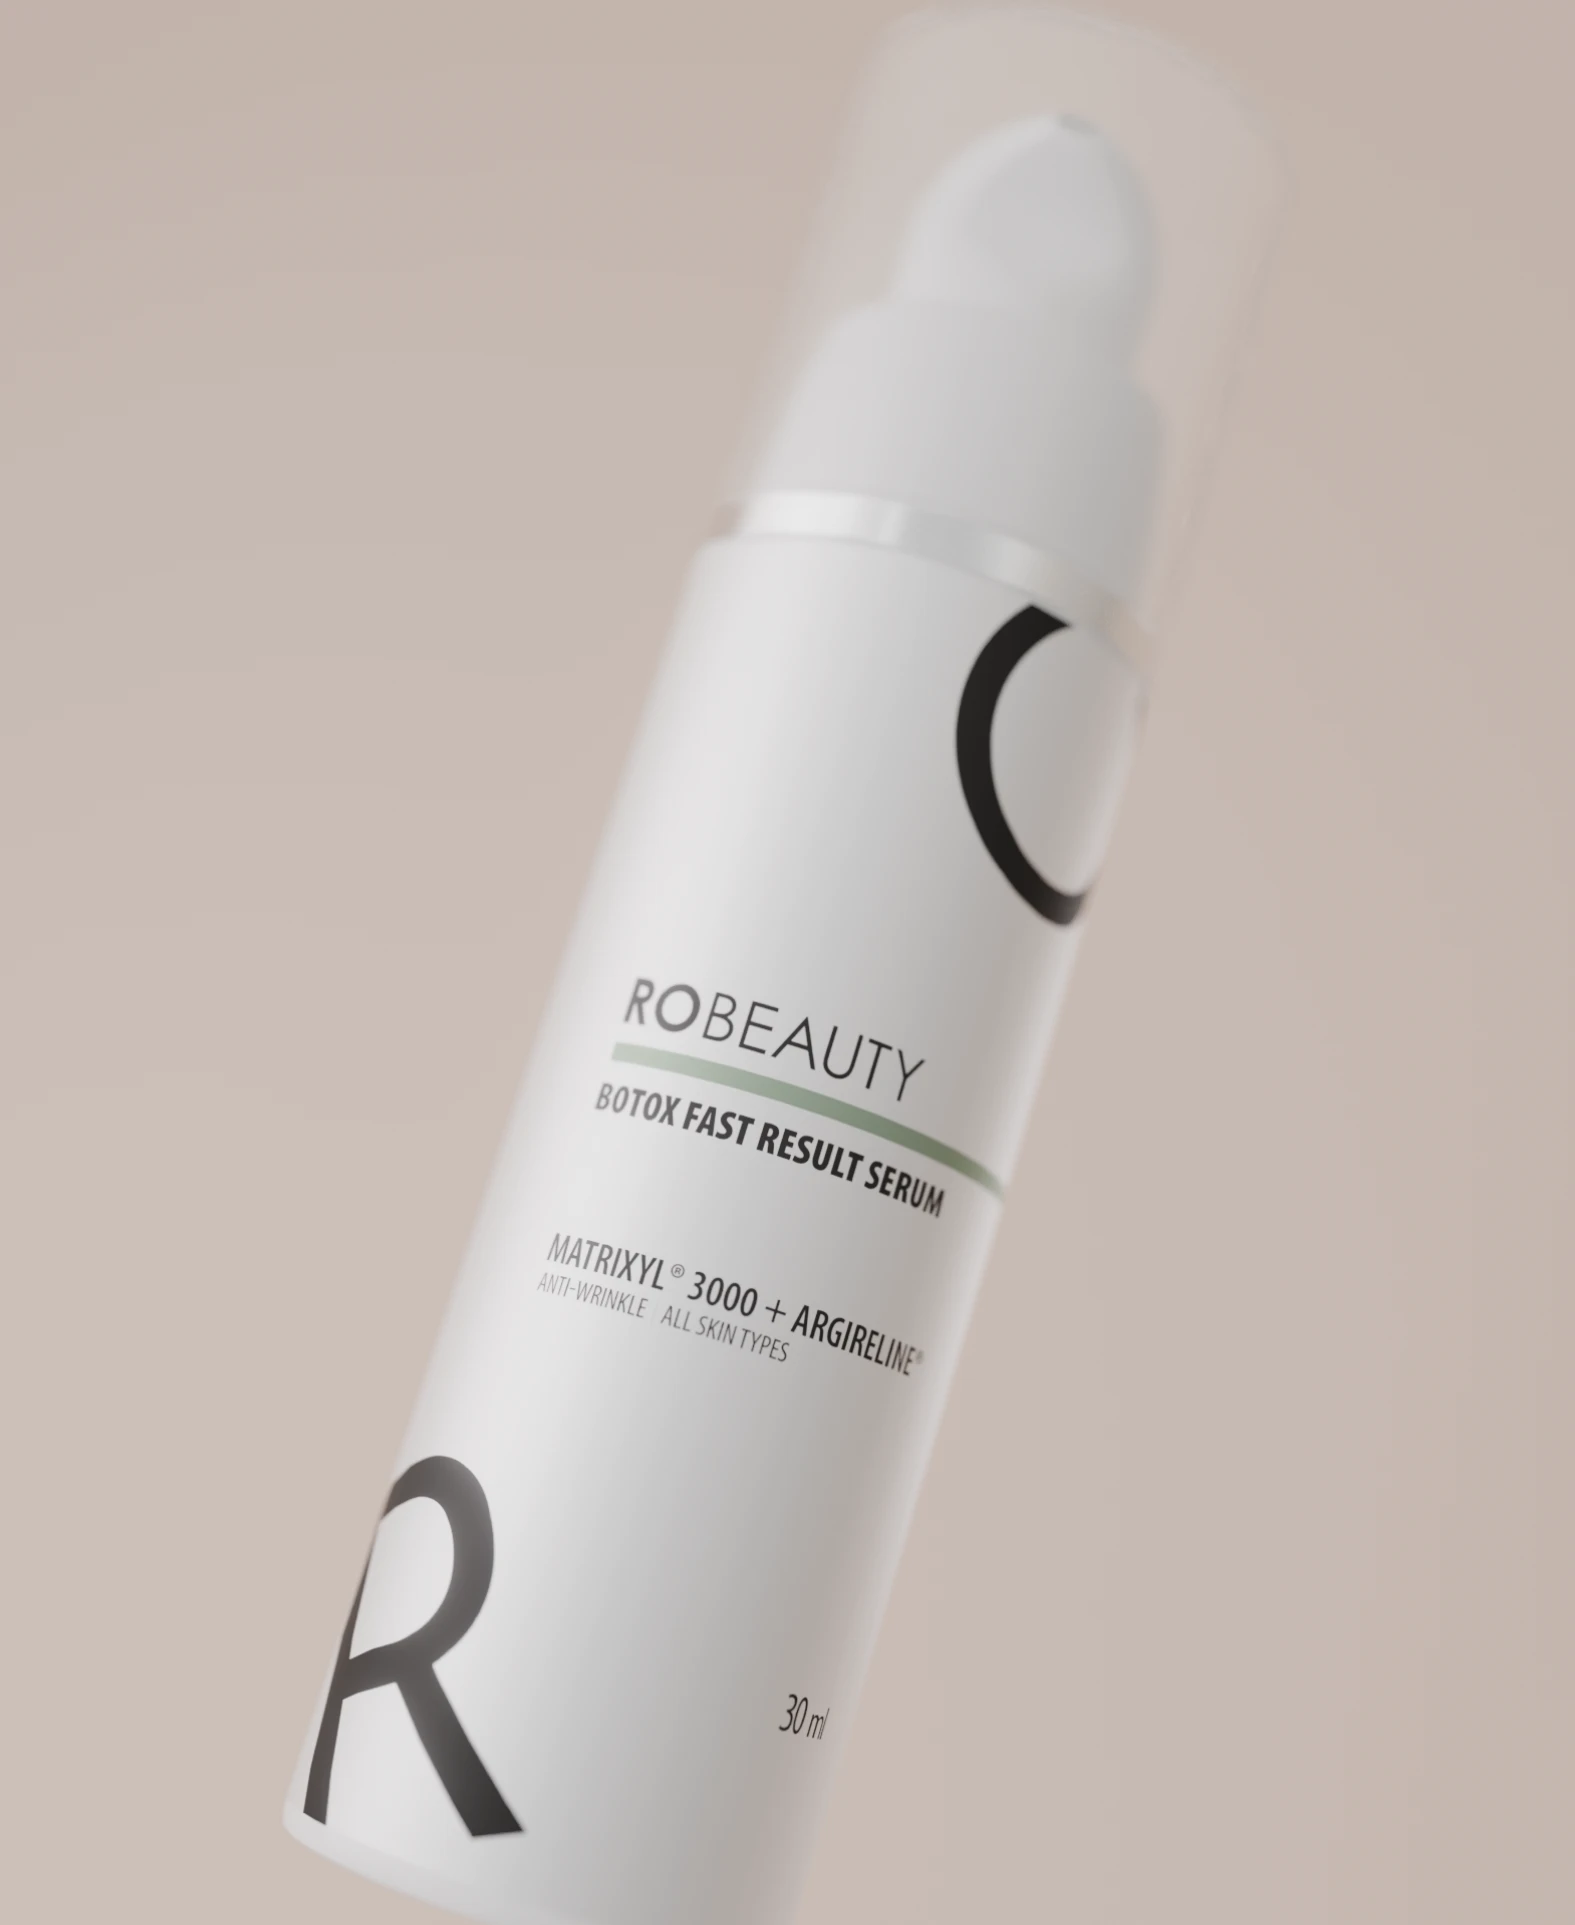 O
ROBEAUTY
BOTOX FAST RESULT SERUM
MATRIXYL® 3000 + ARGIRELINE®
ANTI-WRINKLE | ALL SKIN TYPES
R
30 ml